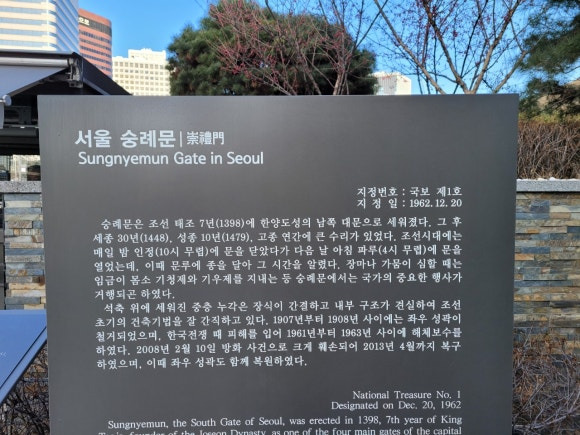 서울 숭례문 | 崇禮門
Sungnyemun Gate in Seoul
지정번호 : 국보 제1호
지 정 일 : 1962. 12. 20
숭례문은 조선 태조 7년(1398)에 한양도성의 남쪽 대문으로 세워졌다. 그 후
세종 30년(1448), 성종 10년(1479), 고종 연간에 큰 수리가 있었다. 조선시대에는
매일 밤 인정(10시 무렵)에 문을 닫았다가 다음 날 아침 파루(4시 무렵)에 문을
열었는데, 이때 문루에 종을 달아 그 시간을 알렸다. 장마나 가뭄이 심할 때는
임금이 몸소 기청제와 기우제를 지내는 등 숭례문에서는 국가의 중요한 행사가
거행되곤 하였다.
석축 위에 세워진 중층 누각은 장식이 간결하고 내부 구조가 견실하여 조선
초기의 건축기법을 잘 간직하고 있다. 1907년부터 1908년 사이에는 좌우 성곽이
철거되었으며, 한국전쟁 때 피해를 입어 1961년부터 1963년 사이에 해체보수를
하였다. 2008년 2월 10일 방화 사건으로 크게 훼손되어 2013년 4월까지 복구
하였으며, 이때 좌우 성곽도 함께 복원하였다.
National Treasure No. 1
Designated on Dec. 20, 1962
Sungnyemun, the South Gate of Seoul, was erected in 1398, 7th year of King
founder of the Joseon Dynasty, as one of the four main gates of the capital